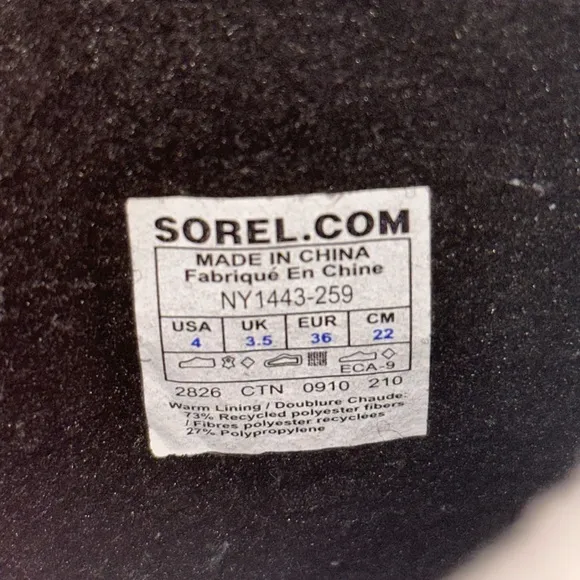 SOREL.COM
MADE IN CHINA
Fabriqué En Chine
NY1443-259
USA UK EUR CM
4 3.5 36 22
ECA-9
2826 CTN 0910 210
Warm Lining / Doublure Chaude:
73% Recycled polyester fibers
/ Fibres polyester recyclées
27% Polypropylene